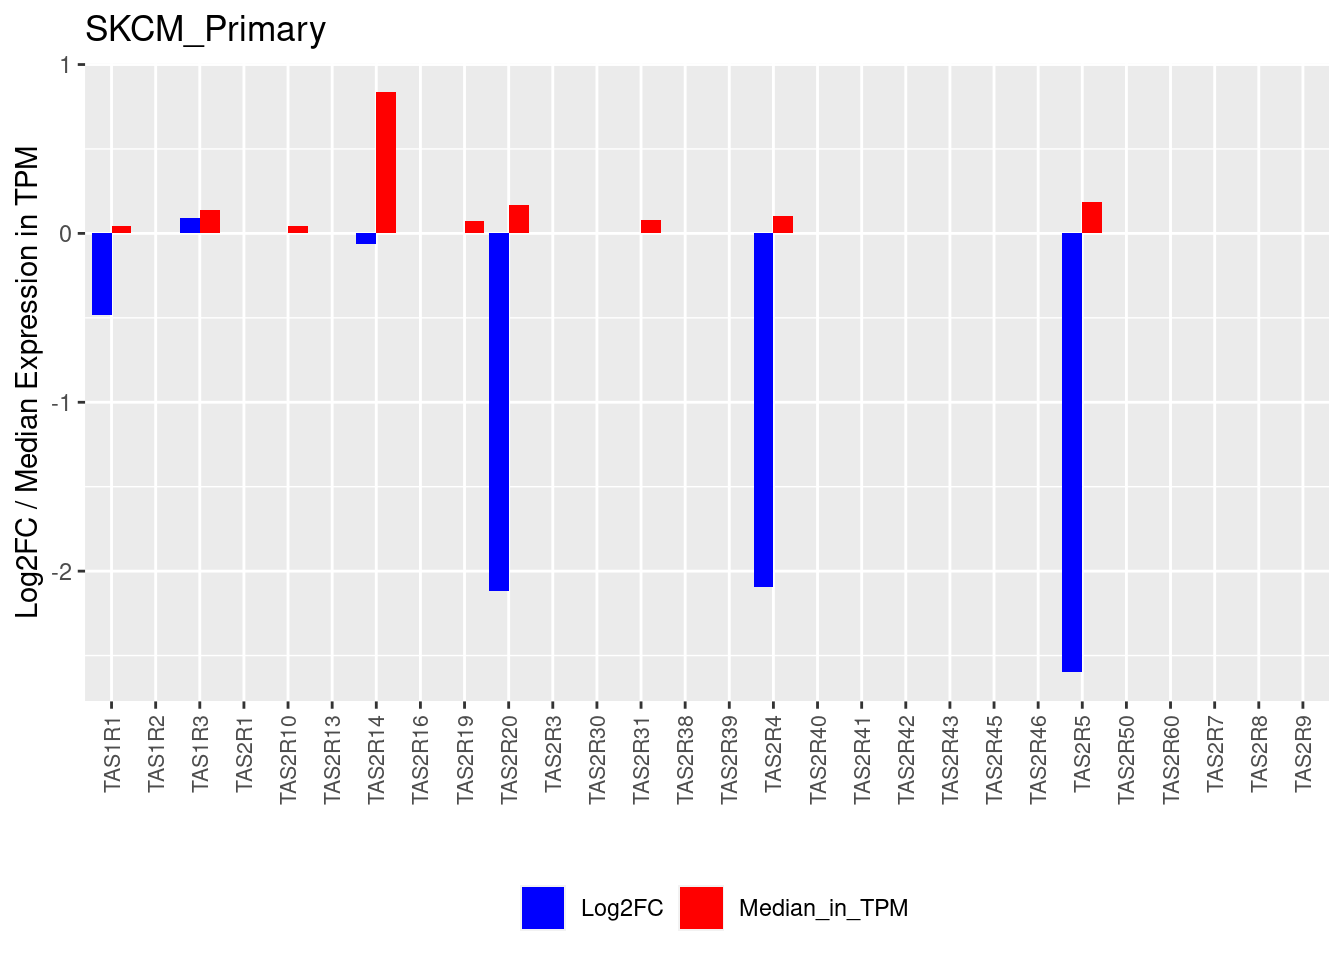 SKCM_Primary
Log2FC / Median Expression in TPM
1
0
-1
-2
TAS1R1
TAS1R2
TAS1R3
TAS2R1
TAS2R10
TAS2R13
TAS2R14
TAS2R16
TAS2R19
TAS2R20
TAS2R3
TAS2R30
TAS2R31
TAS2R38
TAS2R39
TAS2R4
TAS2R40
TAS2R41
TAS2R42
TAS2R43
TAS2R45
TAS2R46
TAS2R5
TAS2R50
TAS2R60
TAS2R7
TAS2R8
TAS2R9
Log2FC
Median_in_TPM